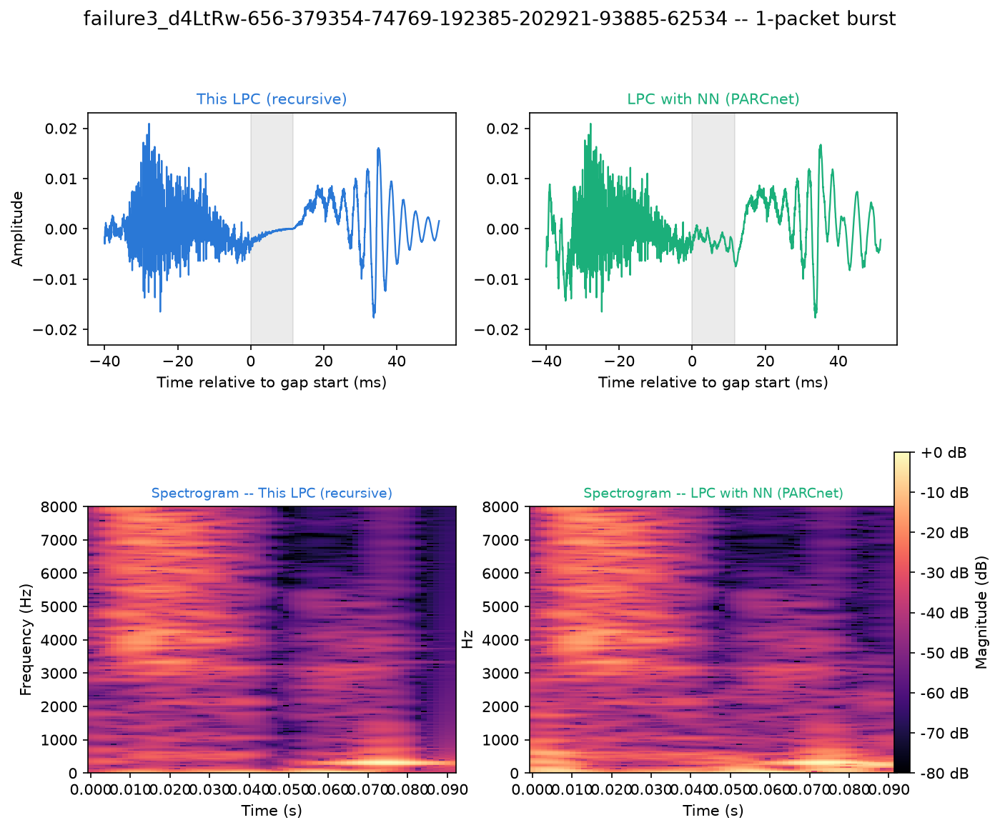 failure3_d4LtRw-656-379354-74769-192385-202921-93885-62534 -- 1-packet burst
This LPC (recursive)
LPC with NN (PARCnet)
0.02
0.01
0.00
−0.01
−0.02
Amplitude
−40
−20
0
20
40
Time relative to gap start (ms)
0.02
0.01
0.00
−0.01
−0.02
−40
−20
0
20
40
Time relative to gap start (ms)
Spectrogram -- This LPC (recursive)
Spectrogram -- LPC with NN (PARCnet)
8000
7000
6000
5000
4000
3000
2000
1000
0
Frequency (Hz)
0.000
0.010
0.020
0.030
0.040
0.050
0.060
0.070
0.080
0.090
Time (s)
8000
7000
6000
5000
4000
3000
2000
1000
0
Hz
0.000
0.010
0.020
0.030
0.040
0.050
0.060
0.070
0.080
0.090
Time (s)
+0 dB
-10 dB
-20 dB
-30 dB
-40 dB
-50 dB
-60 dB
-70 dB
-80 dB
Magnitude (dB)